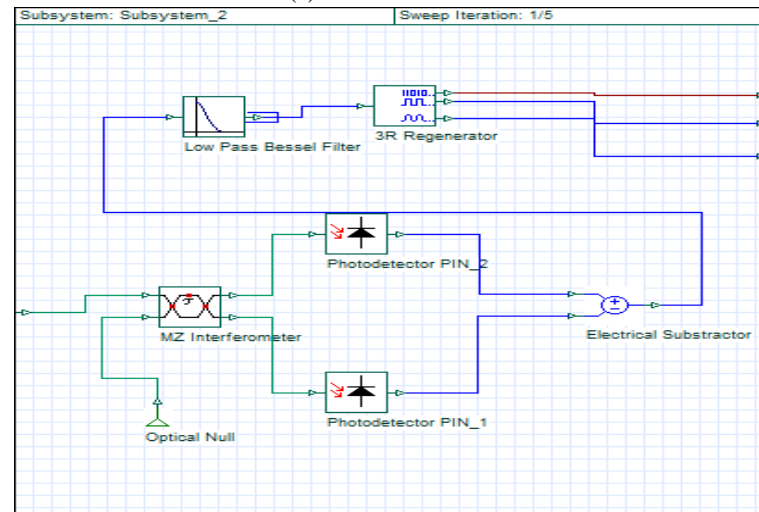 Subsystem: Subsystem_2
Sweep Iteration: 1/5
Low Pass Bessel Filter
3R Regenerator
Photodetector PIN_2
MZ Interferometer
Electrical Substractor
Photodetector PIN_1
Optical Null